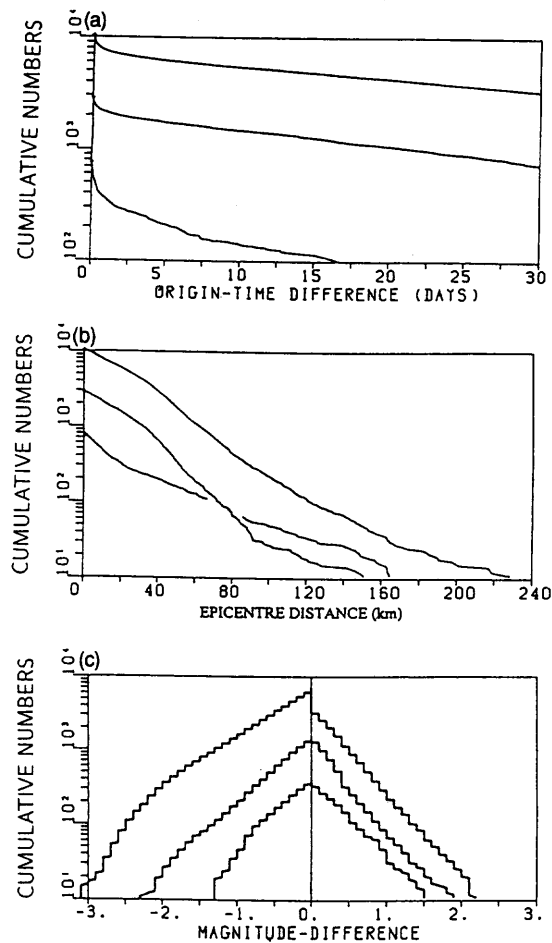 (a)
CUMULATIVE NUMBERS
10⁴
10³
10²
0 5 10 15 20 25 30
ORIGIN-TIME DIFFERENCE (DAYS)
(b)
CUMULATIVE NUMBERS
10⁴
10³
10²
10¹
0 40 80 120 160 200 240
EPICENTRE DISTANCE (km)
(c)
CUMULATIVE NUMBERS
10⁴
10³
10²
10¹
-3. -2. -1. 0. 1. 2. 3.
MAGNITUDE-DIFFERENCE